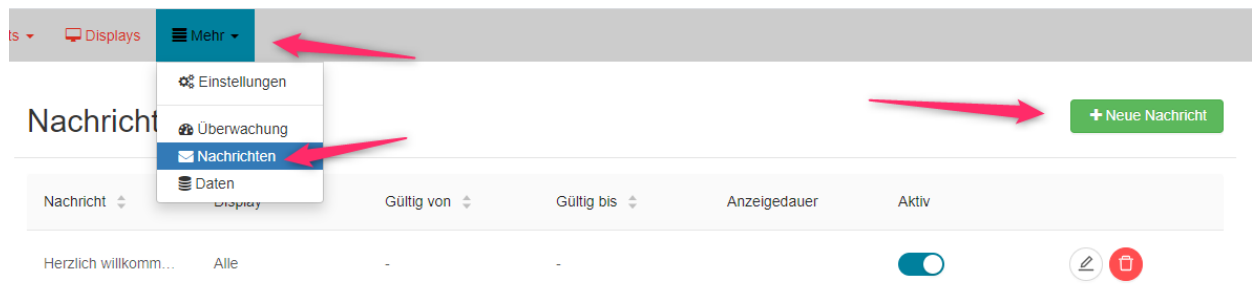 ts Displays Mehr
Einstellungen
Nachricht
Überwachung
+ Neue Nachricht
Nachrichten
Daten
Nachricht Display Gültig von Gültig bis Anzeigedauer Aktiv
Herzlich willkomm... Alle - -